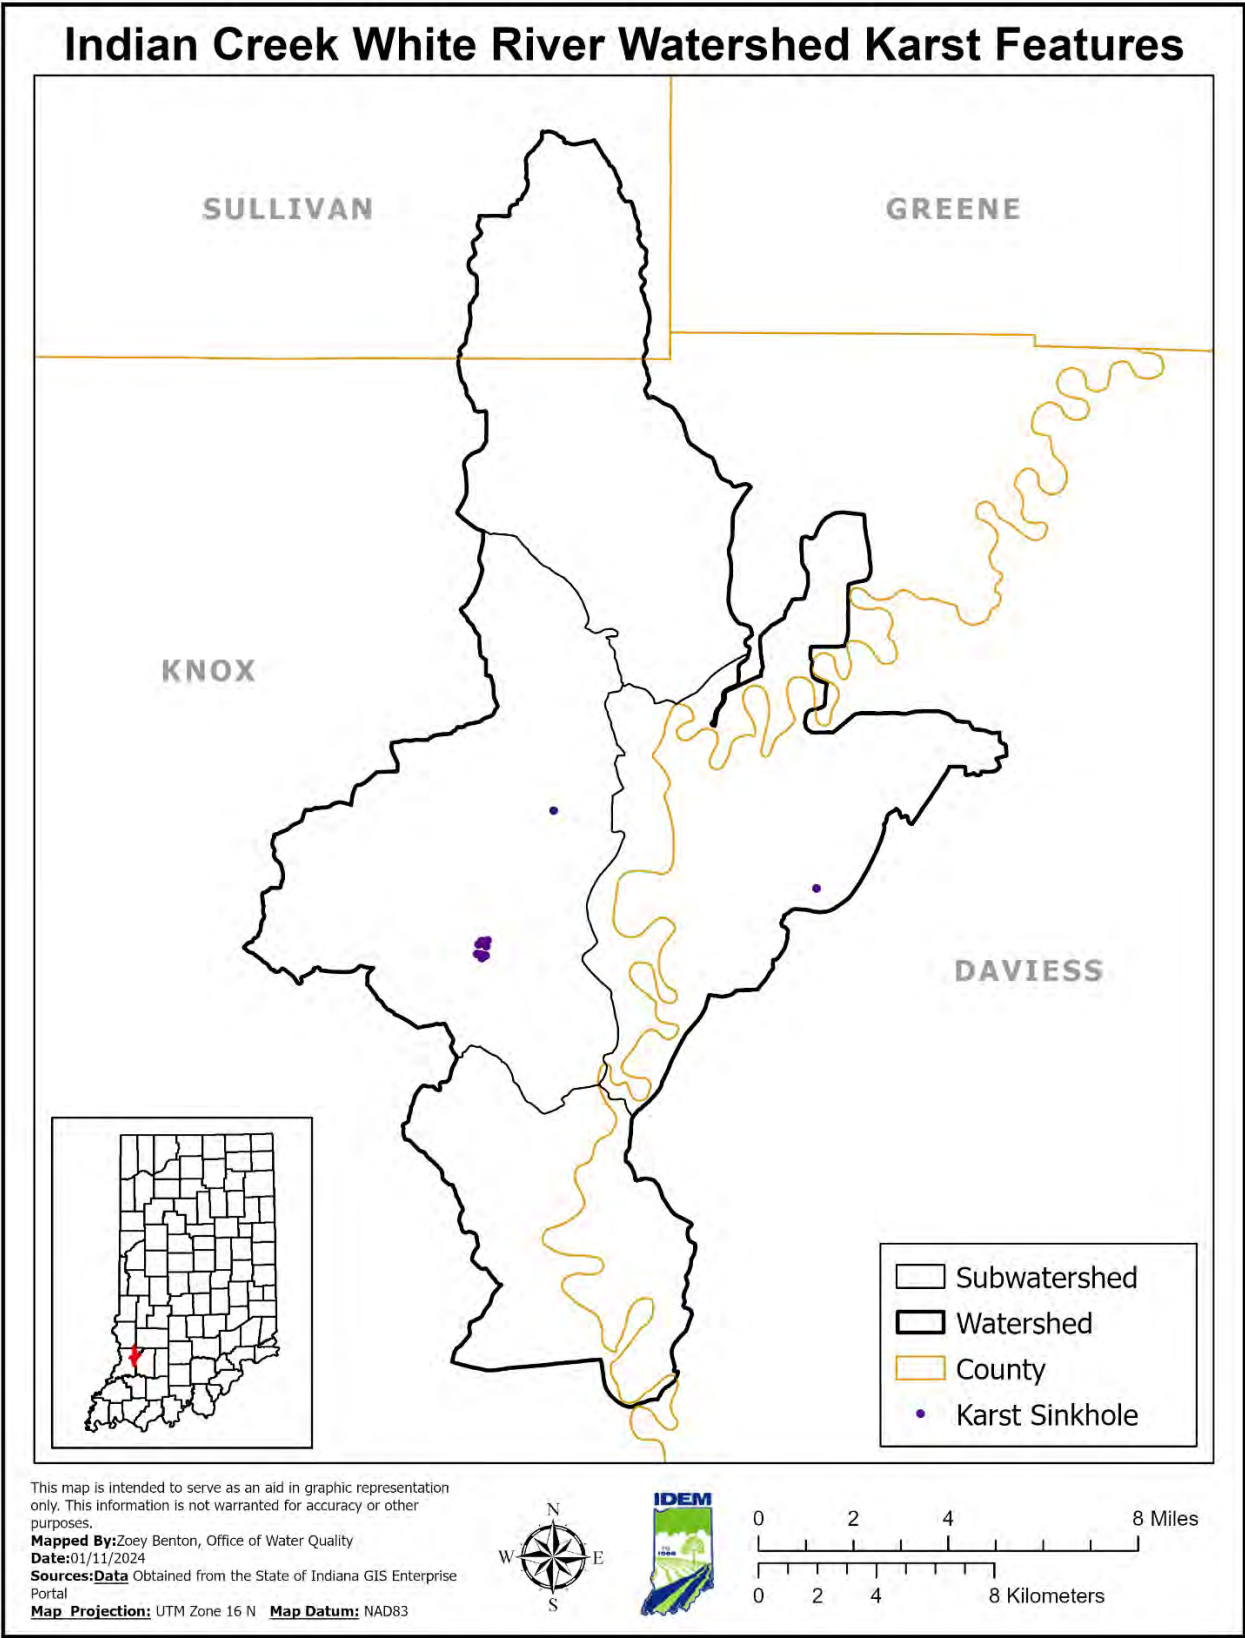 Indian Creek White River Watershed Karst Features
SULLIVAN
GREENE
KNOX
DAVIESS
Subwatershed
Watershed
County
Karst Sinkhole
This map is intended to serve as an aid in graphic representation
only. This information is not warranted for accuracy or other
purposes.
Mapped By:Zoey Benton, Office of Water Quality
Date:01/11/2024
Sources:Data Obtained from the State of Indiana GIS Enterprise
Portal
Map Projection: UTM Zone 16 N Map Datum: NAD83
N
W E
S
IDEM
1986
0 2 4 8 Miles
0 2 4 8 Kilometers